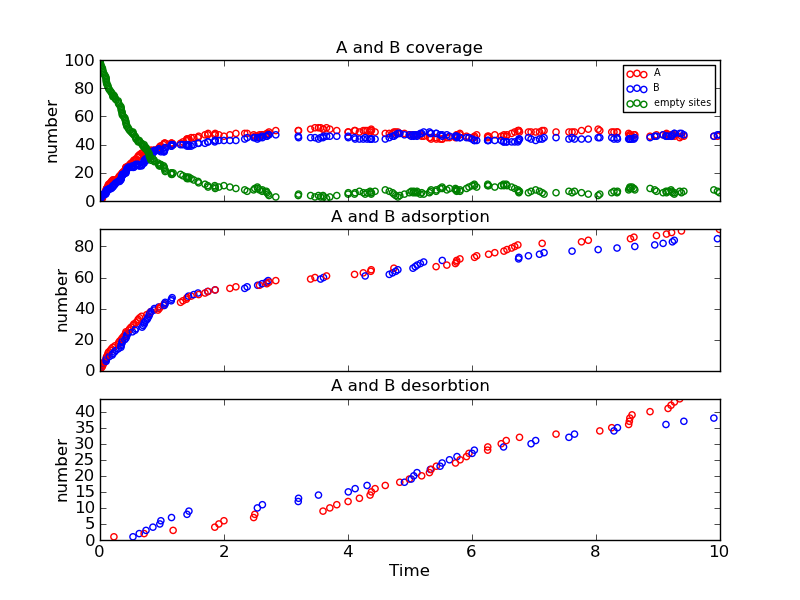 A and B coverage
100
80
60
40
20
0
number
A
B
empty sites
A and B adsorption
80
60
40
20
0
number
A and B desorbtion
40
35
30
25
20
15
10
5
0
number
0 2 4 6 8 10
Time